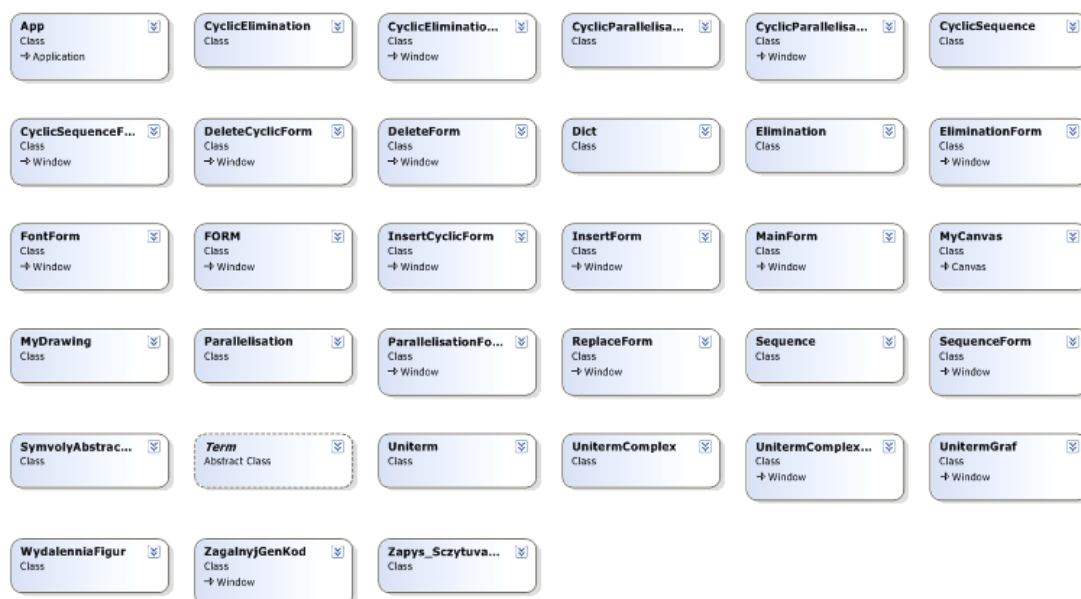 App
Class
Application
CyclicElimination
Class
CyclicEliminatio...
Class
Window
CyclicParallelisa...
Class
CyclicParallelisa...
Class
Window
CyclicSequence
Class
CyclicSequenceF...
Class
Window
DeleteCyclicForm
Class
Window
DeleteForm
Class
Window
Dict
Class
Elimination
Class
EliminationForm
Class
Window
FontForm
Class
Window
FORM
Class
Window
InsertCyclicForm
Class
Window
InsertForm
Class
Window
MainForm
Class
Window
MyCanvas
Class
Canvas
MyDrawing
Class
Parallelisation
Class
ParallelisationFo...
Class
Window
ReplaceForm
Class
Window
Sequence
Class
SequenceForm
Class
Window
SymvolyAbstrac...
Class
Term
Abstract Class
Uniterm
Class
UnitermComplex
Class
UnitermComplex...
Class
Window
UnitermGraf
Class
Window
WydalenniaFigur
Class
ZagalnyjGenKod
Class
Window
Zapys_Sczytuva...
Class